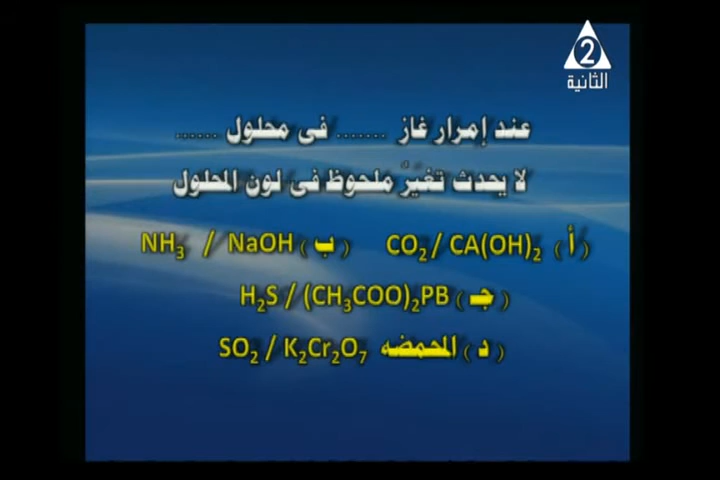 2
الثانية
عند إمرار غاز ....... فى محلول ......
لا يحدث تغيرٌ ملحوظ فى لون المحلول
(أ) CO₂ / CA(OH)₂ (ب) NH₃ / NaOH
(جـ) H₂S / (CH₃COO)₂PB
(د) SO₂ / K₂Cr₂O₇ المحمضه